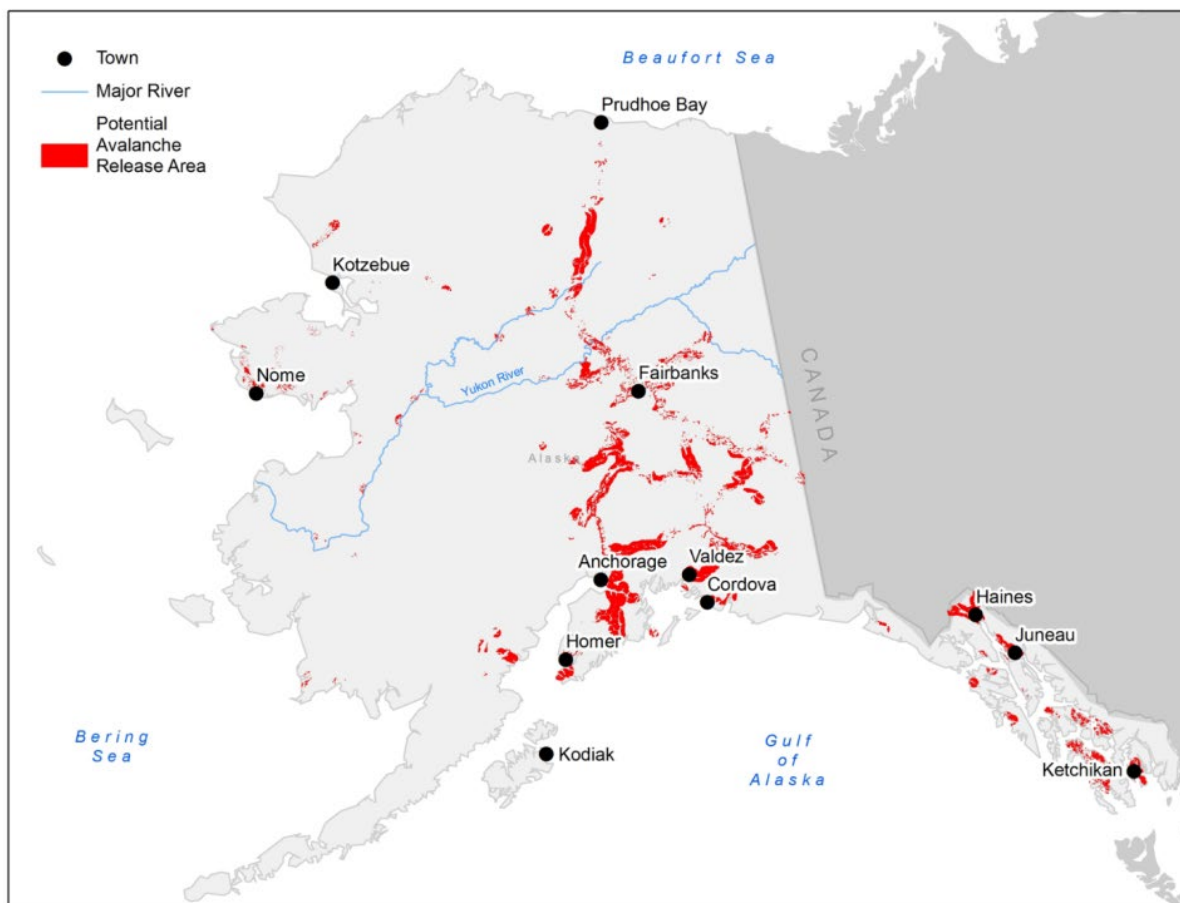 Town
Major River
Potential
Avalanche
Release Area
Beaufort Sea
Prudhoe Bay
Kotzebue
CANADA
Nome
Yukon River
Fairbanks
Alaska
Anchorage
Valdez
Cordova
Haines
Homer
Juneau
Bering
Sea
Kodiak
Gulf
of
Alaska
Ketchikan